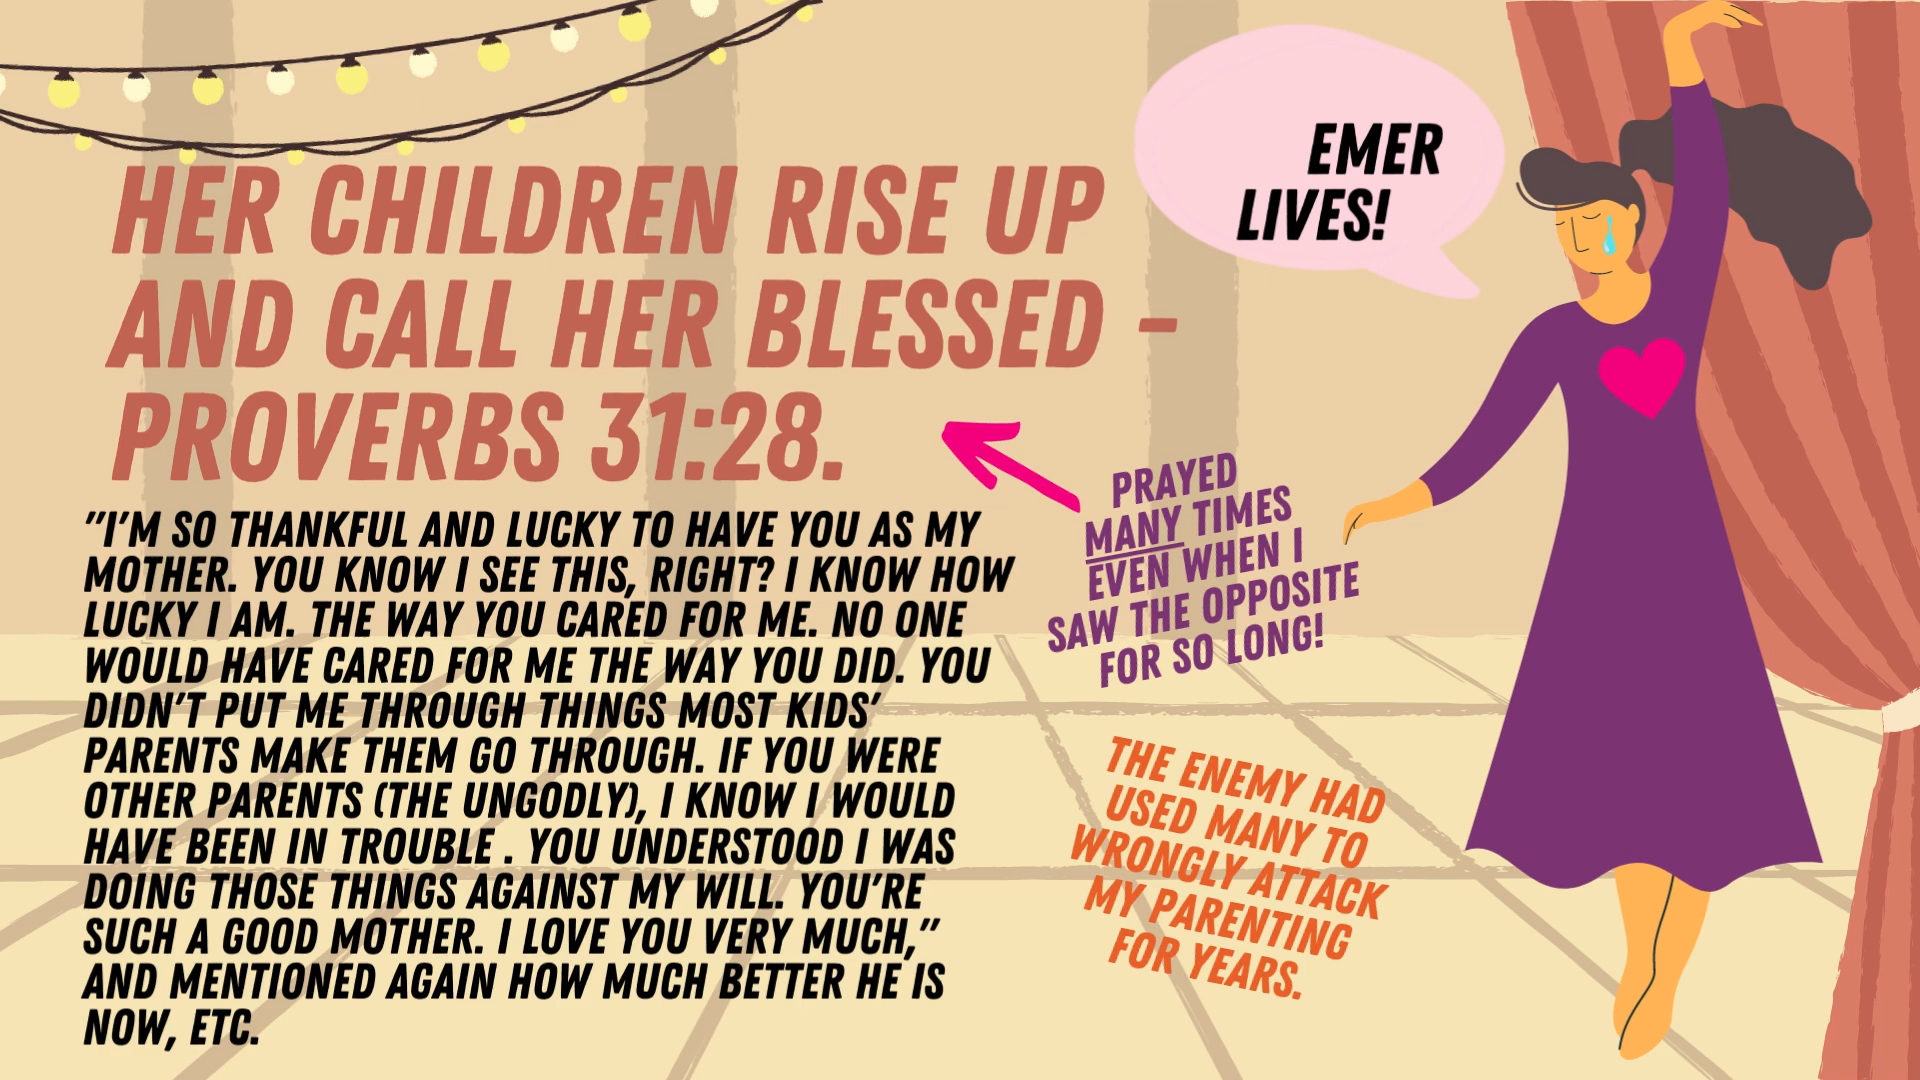 EMER
LIVES!
HER CHILDREN RISE UP
AND CALL HER BLESSED -
PROVERBS 31:28.
PRAYED
MANY TIMES
EVEN WHEN I
SAW THE OPPOSITE
FOR SO LONG!
"I'M SO THANKFUL AND LUCKY TO HAVE YOU AS MY
MOTHER. YOU KNOW I SEE THIS, RIGHT? I KNOW HOW
LUCKY I AM. THE WAY YOU CARED FOR ME. NO ONE
WOULD HAVE CARED FOR ME THE WAY YOU DID. YOU
DIDN'T PUT ME THROUGH THINGS MOST KIDS'
PARENTS MAKE THEM GO THROUGH. IF YOU WERE
OTHER PARENTS (THE UNGODLY), I KNOW I WOULD
HAVE BEEN IN TROUBLE . YOU UNDERSTOOD I WAS
DOING THOSE THINGS AGAINST MY WILL. YOU'RE
SUCH A GOOD MOTHER. I LOVE YOU VERY MUCH,"
AND MENTIONED AGAIN HOW MUCH BETTER HE IS
NOW, ETC.
THE ENEMY HAD
USED MANY TO
WRONGLY ATTACK
MY PARENTING
FOR YEARS.